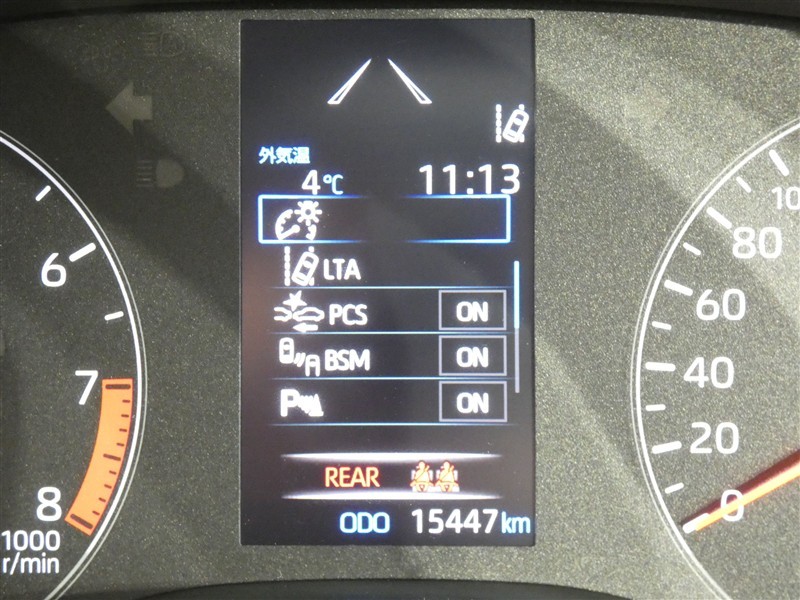 外気温
4°C 11:13
LTA
PCS ON
BSM ON
P ON
REAR
ODO 15447 km
6
7
8
1000
r/min
10
80
60
40
20
0